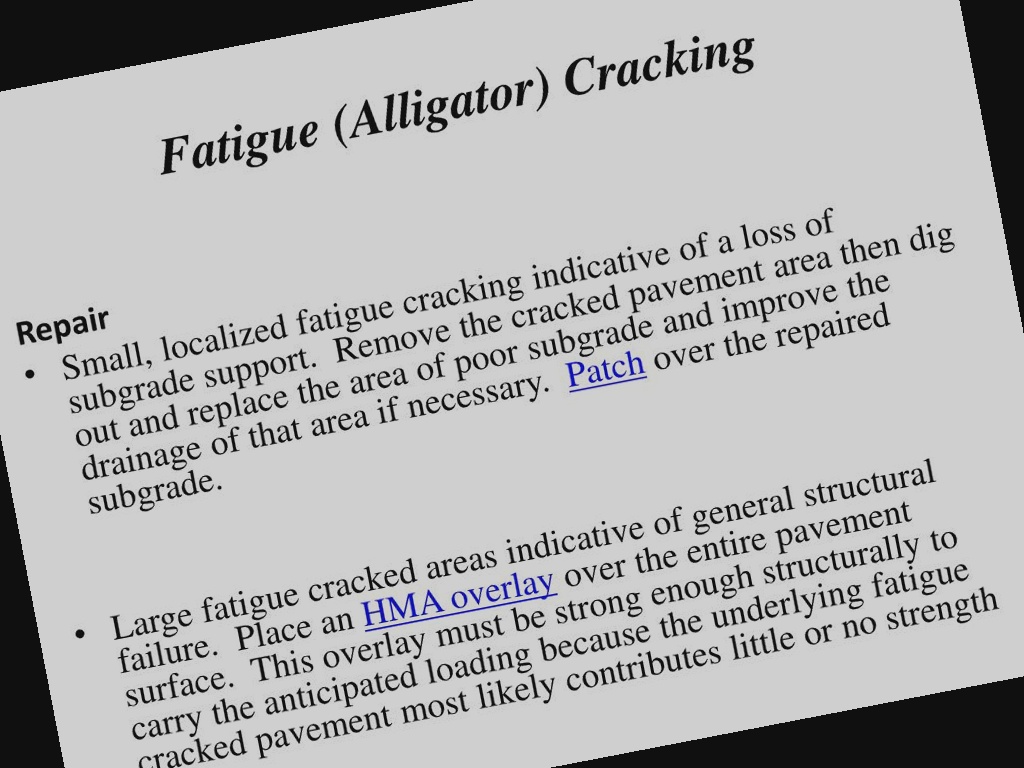 Fatigue (Alligator) Cracking
Repair
• Small, localized fatigue cracking indicative of a loss of
subgrade support.  Remove the cracked pavement area then dig
out and replace the area of poor subgrade and improve the
drainage of that area if necessary.  Patch over the repaired
subgrade.
• Large fatigue cracked areas indicative of general structural
failure.  Place an HMA overlay over the entire pavement
surface.  This overlay must be strong enough structurally to
carry the anticipated loading because the underlying fatigue
cracked pavement most likely contributes little or no strength